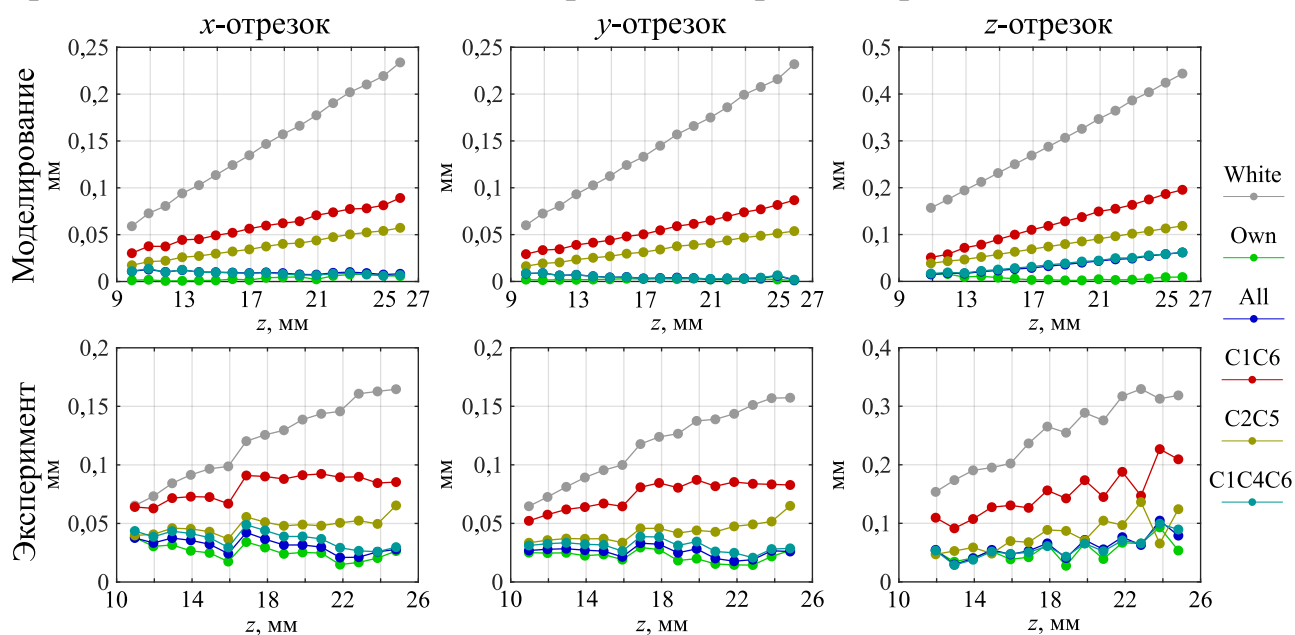 x-отрезок
y-отрезок
z-отрезок
Моделирование
мм
0,25
0,2
0,15
0,1
0,05
0
9 13 17 21 25 27
z, мм
мм
0,25
0,2
0,15
0,1
0,05
0
9 13 17 21 25 27
z, мм
мм
0,5
0,4
0,3
0,2
0,1
0
9 13 17 21 25 27
z, мм
White
Own
All
C1C6
C2C5
C1C4C6
Эксперимент
мм
0,2
0,15
0,1
0,05
0
10 14 18 22 26
z, мм
мм
0,2
0,15
0,1
0,05
0
10 14 18 22 26
z, мм
мм
0,4
0,3
0,2
0,1
0
10 14 18 22 26
z, мм